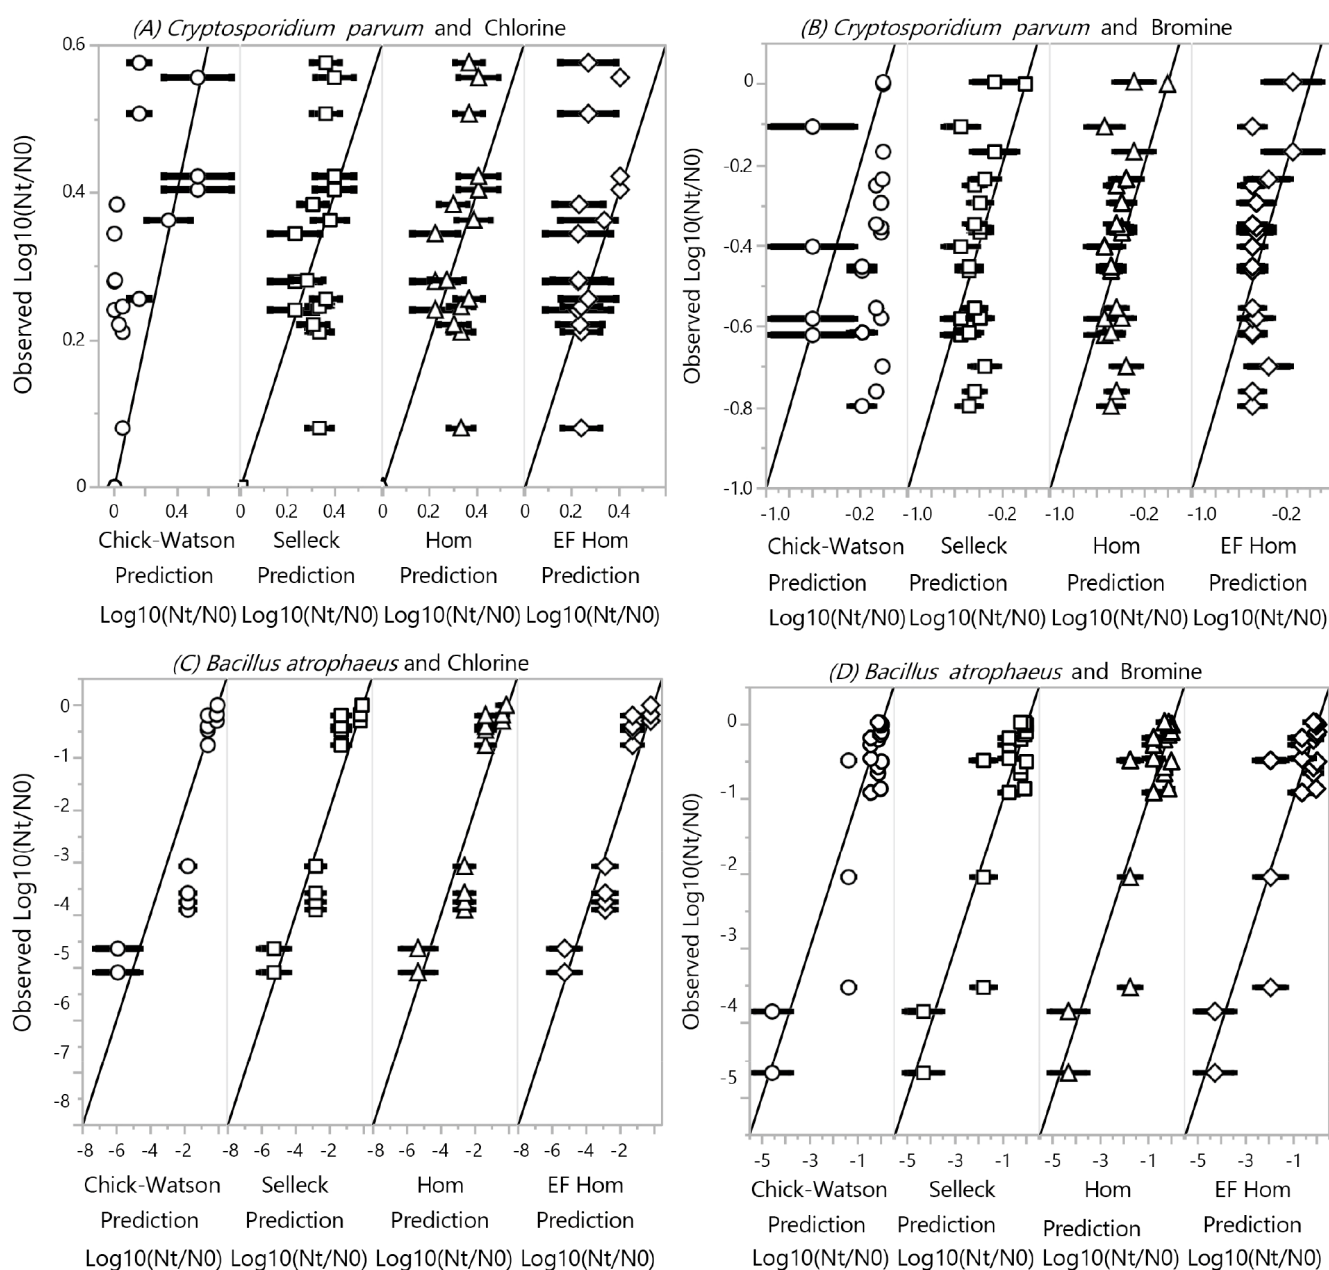 (A) Cryptosporidium parvum and Chlorine
Observed Log10(Nt/N0)
0.6
0.4
0.2
0
0 0.4 0 0.2 0.4 0 0.2 0.4 0 0.2 0.4
Chick-Watson Selleck Hom EF Hom
Prediction Prediction Prediction Prediction
Log10(Nt/N0) Log10(Nt/N0) Log10(Nt/N0) Log10(Nt/N0)
(B) Cryptosporidium parvum and Bromine
Observed Log10(Nt/N0)
0
-0.2
-0.4
-0.6
-0.8
-1.0
-1.0 -0.2 -1.0 -0.2 -1.0 -0.2 -1.0 -0.2
Chick-Watson Selleck Hom EF Hom
Prediction Prediction Prediction Prediction
Log10(Nt/N0) Log10(Nt/N0) Log10(Nt/N0) Log10(Nt/N0)
(C) Bacillus atrophaeus and Chlorine
Observed Log10(Nt/N0)
0
-1
-2
-3
-4
-5
-6
-7
-8
-8 -6 -4 -2 -8 -6 -4 -2 -8 -6 -4 -2 -8 -6 -4 -2
Chick-Watson Selleck Hom EF Hom
Prediction Prediction Prediction Prediction
Log10(Nt/N0) Log10(Nt/N0) Log10(Nt/N0) Log10(Nt/N0)
(D) Bacillus atrophaeus and Bromine
Observed Log10(Nt/N0)
0
-1
-2
-3
-4
-5
-5 -3 -1 -5 -3 -1 -5 -3 -1 -5 -3 -1
Chick-Watson Selleck Hom EF Hom
Prediction Prediction Prediction Prediction
Log10(Nt/N0) Log10(Nt/N0) Log10(Nt/N0) Log10(Nt/N0)